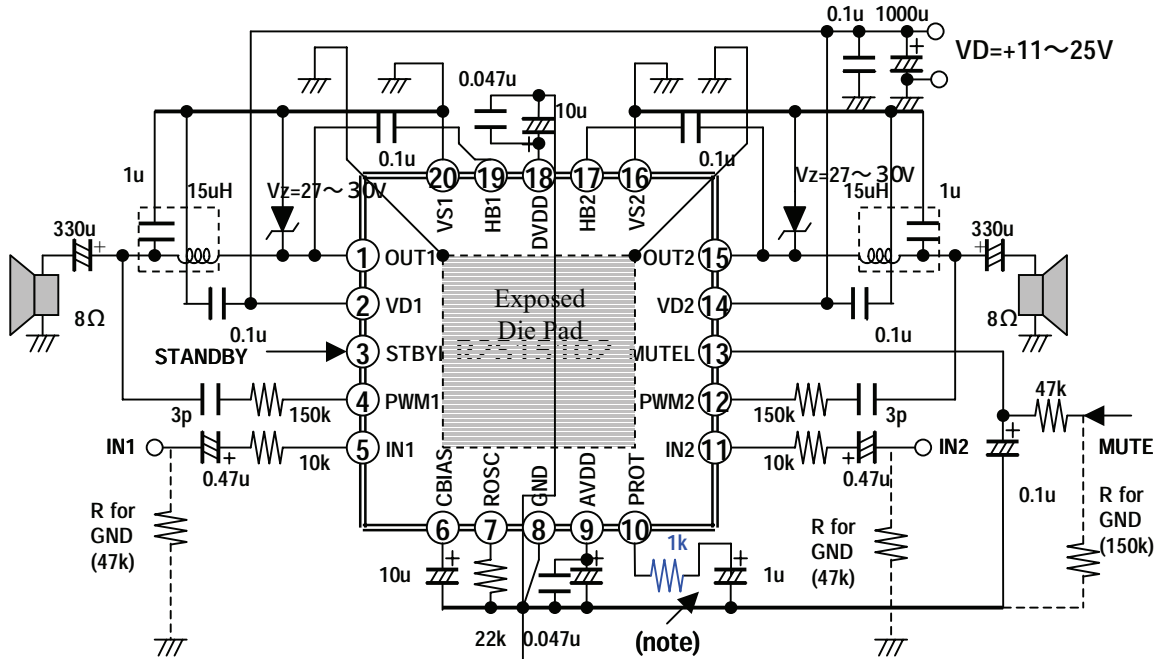 0.1u 1000u
VD=+11～25V
0.047u
10u
0.1u
0.1u
1u
15uH
Vz=27～30V
20
19
18
17
16
Vz=27～30V
15uH
1u
VS1
HB1
DVDD
HB2
VS2
330u
330u
1
OUT1
OUT2
15
2
VD1
VD2
14
Exposed
Die Pad
8Ω
0.1u
0.1u
8Ω
STANDBY
3
MUTEL
13
4
PWM1
PWM2
12
3p
150k
150k
3p
47k
IN1
5
IN1
IN2
11
IN2
MUTE
0.47u
10k
10k
0.47u
0.1u
CBIAS
ROSC
GND
AVDD
PROT
R for
GND
(47k)
6
7
8
9
10
R for
GND
(47k)
R for
GND
(150k)
10u
1k
1u
22k
0.047u
(note)